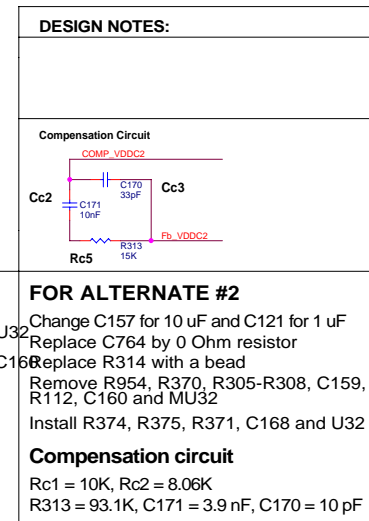 DESIGN NOTES:
Compensation Circuit
COMP_VDDC2
C170
33pF
Cc3
Cc2
C171
10nF
Fb_VDDC2
R313
15K
Rc5
FOR ALTERNATE #2
Change C157 for 10 uF and C121 for 1 uF
U32
Replace C764 by 0 Ohm resistor
Replace R314 with a bead
Remove R954, R370, R305-R308, C159,
R112, C160 and MU32
Install R374, R375, R371, C168 and U32
Compensation circuit
Rc1 = 10K, Rc2 = 8.06K
R313 = 93.1K, C171 = 3.9 nF, C170 = 10 pF